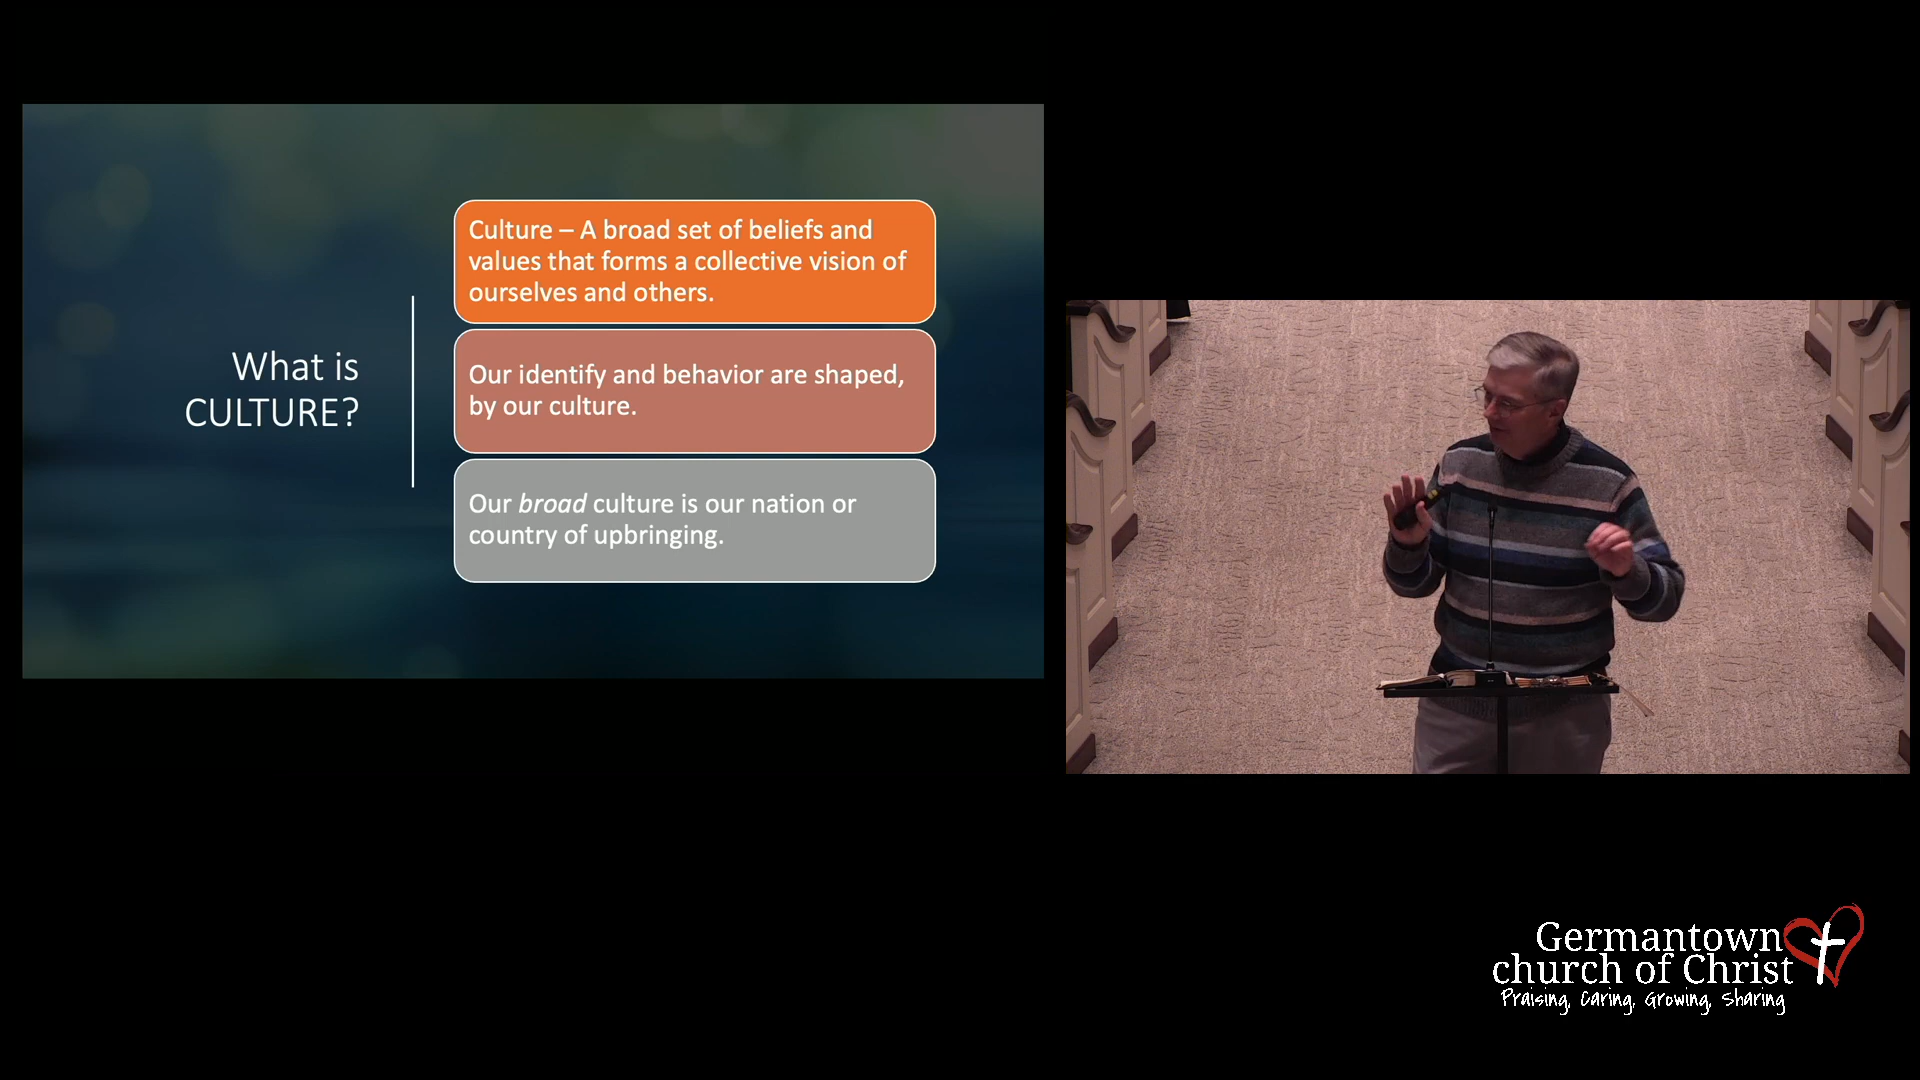 What is
CULTURE?
Culture – A broad set of beliefs and
values that forms a collective vision of
ourselves and others.
Our identify and behavior are shaped,
by our culture.
Our broad culture is our nation or
country of upbringing.
Germantown
church of Christ
Praising, Caring, Growing, Sharing